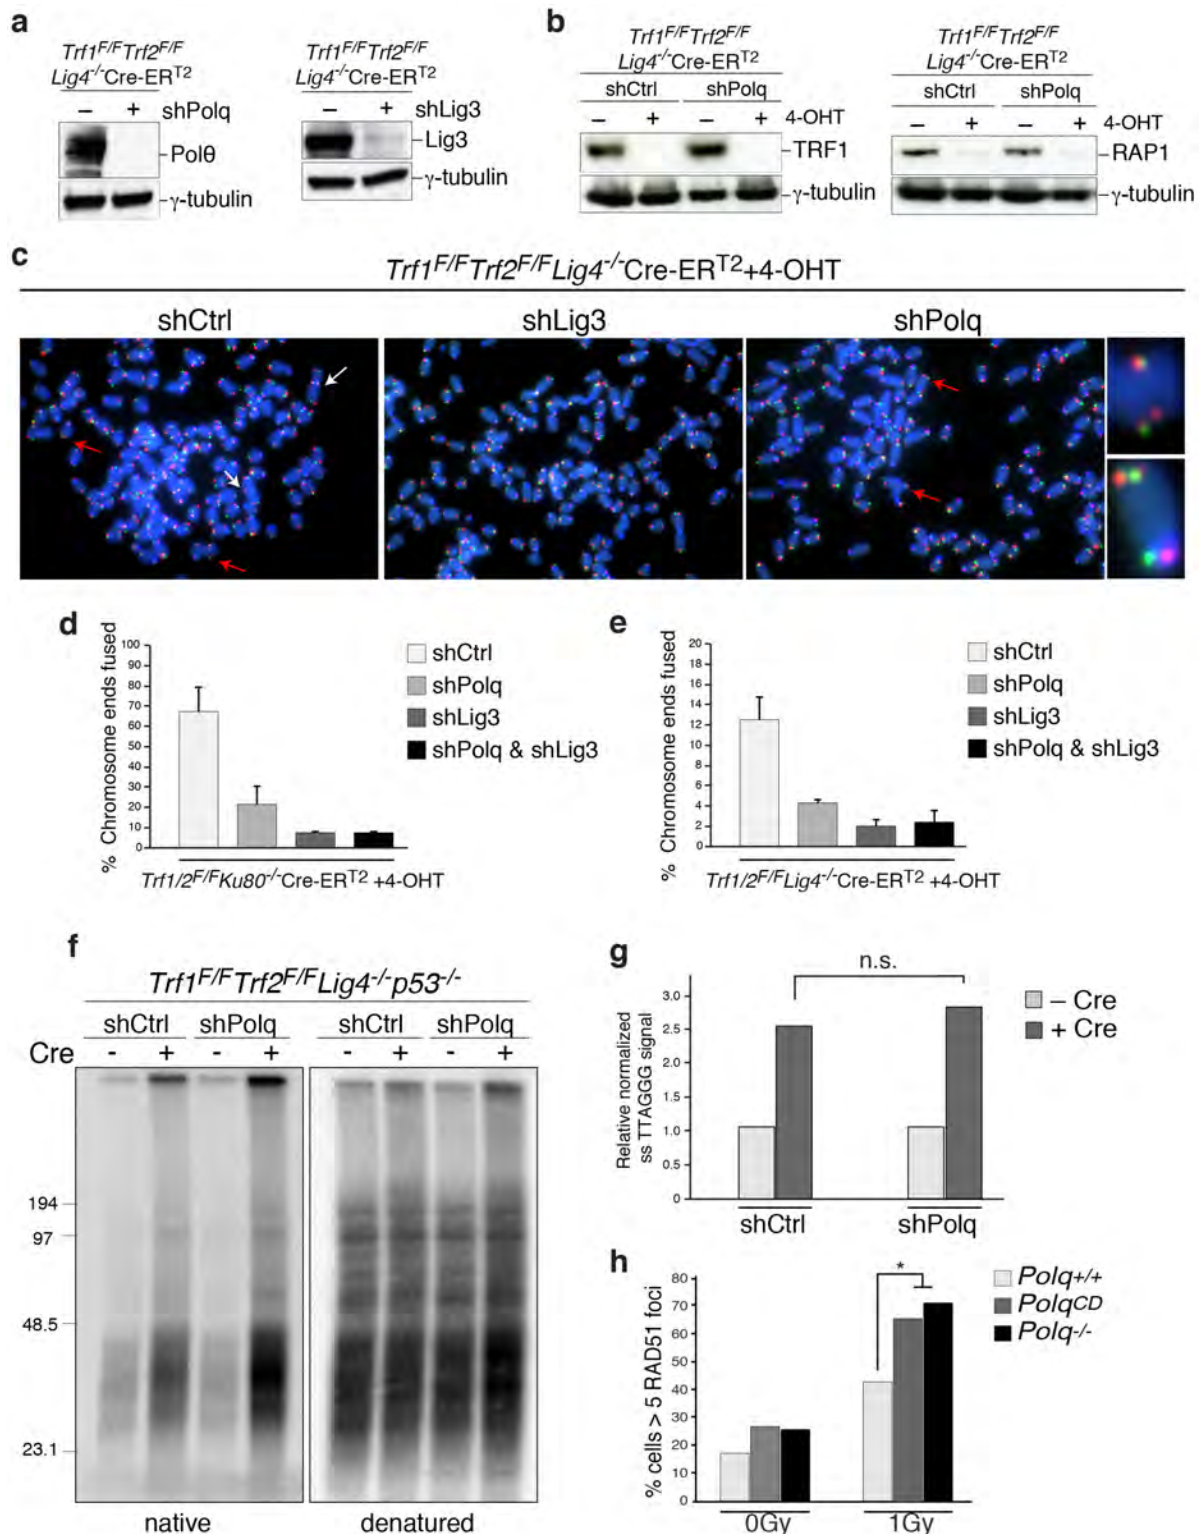 a
Trf1F/FTrf2F/F
Lig4-/-Cre-ERT2
– + shPolq
Polθ
γ-tubulin
Trf1F/FTrf2F/F
Lig4-/-Cre-ERT2
– + shLig3
Lig3
γ-tubulin
b
Trf1F/FTrf2F/F
Lig4-/-Cre-ERT2
shCtrl shPolq
– + – + 4-OHT
TRF1
γ-tubulin
Trf1F/FTrf2F/F
Lig4-/-Cre-ERT2
shCtrl shPolq
– + – + 4-OHT
RAP1
γ-tubulin
c
Trf1F/FTrf2F/FLig4-/-Cre-ERT2+4-OHT
shCtrl shLig3 shPolq
d
% Chromosome ends fused
100
90
80
70
60
50
40
30
20
10
0
shCtrl
shPolq
shLig3
shPolq & shLig3
Trf1/2F/FKu80-/-Cre-ERT2 +4-OHT
e
% Chromosome ends fused
20
18
16
14
12
10
8
6
4
2
0
shCtrl
shPolq
shLig3
shPolq & shLig3
Trf1/2F/FLig4-/-Cre-ERT2 +4-OHT
f
Trf1F/FTrf2F/FLig4-/-p53-/-
shCtrl shPolq shCtrl shPolq
Cre - + - + - + - +
194
97
48.5
23.1
native denatured
g
Relative normalized
ss TTAGGG signal
3.0
2.5
2.0
1.5
1.0
0.5
0
n.s.
– Cre
+ Cre
shCtrl shPolq
h
% cells > 5 RAD51 foci
80
70
60
50
40
30
20
10
0
*
Polq+/+
PolqCD
Polq-/-
0Gy 1Gy